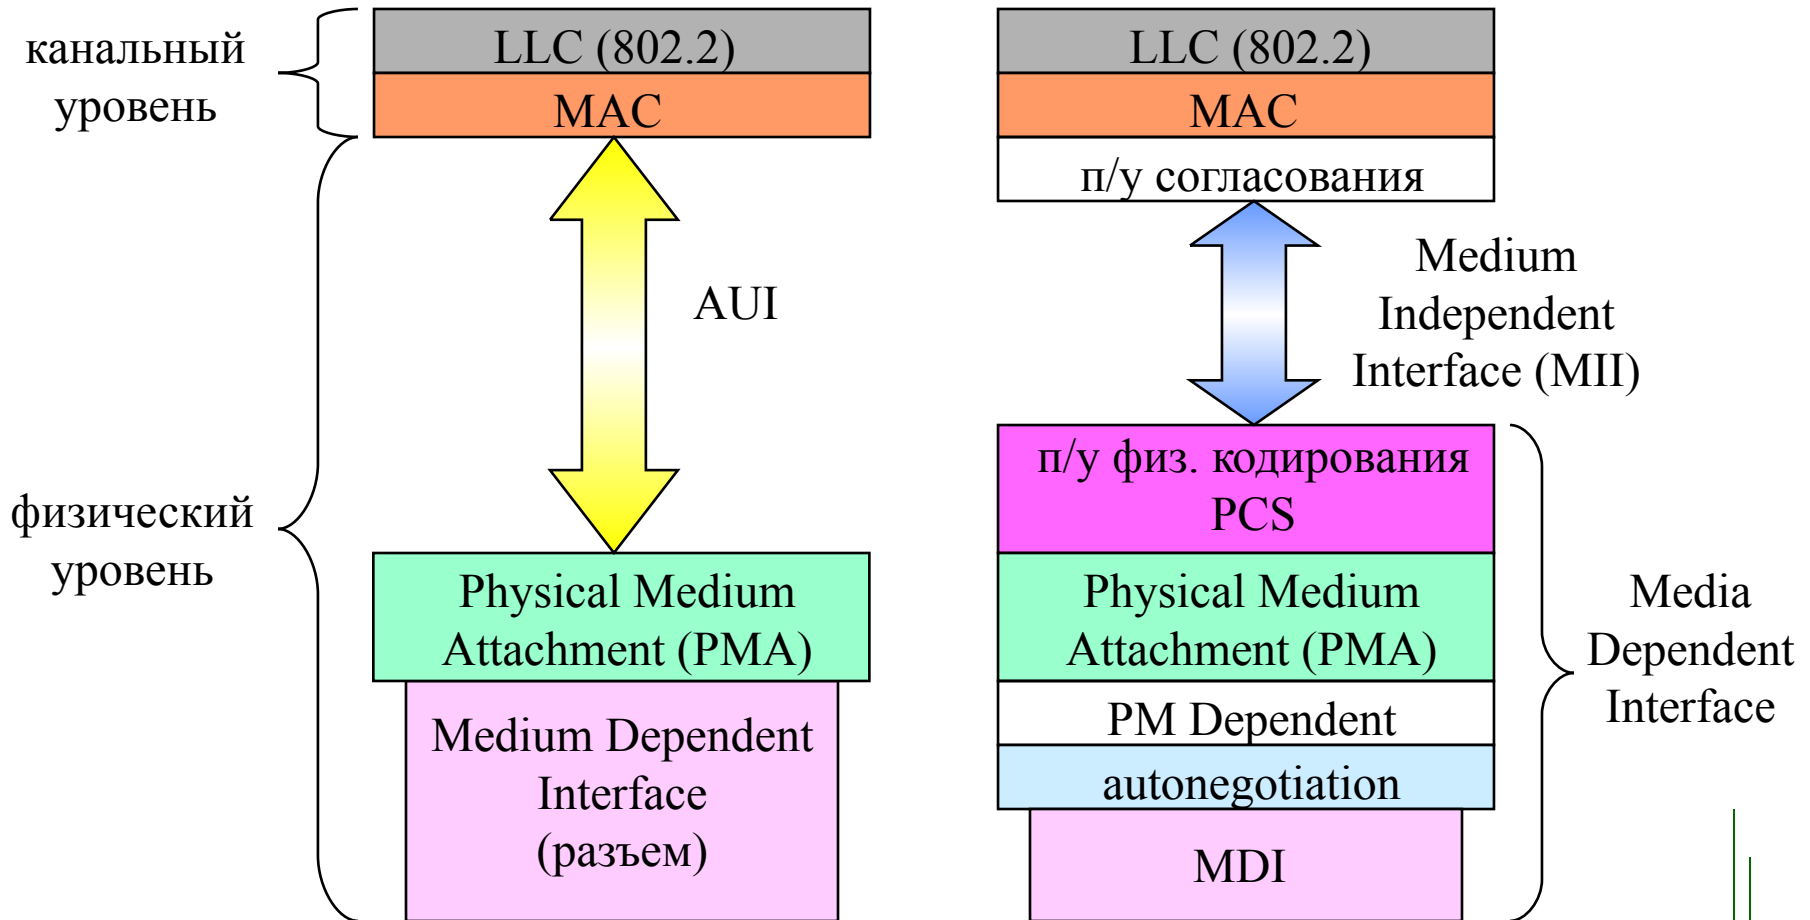 канальный
уровень
физический
уровень
LLC (802.2)
MAC
AUI
Physical Medium
Attachment (PMA)
Medium Dependent
Interface
(разъем)
LLC (802.2)
MAC
п/у согласования
Medium
Independent
Interface (MII)
п/у физ. кодирования
PCS
Physical Medium
Attachment (PMA)
PM Dependent
autonegotiation
MDI
Media
Dependent
Interface